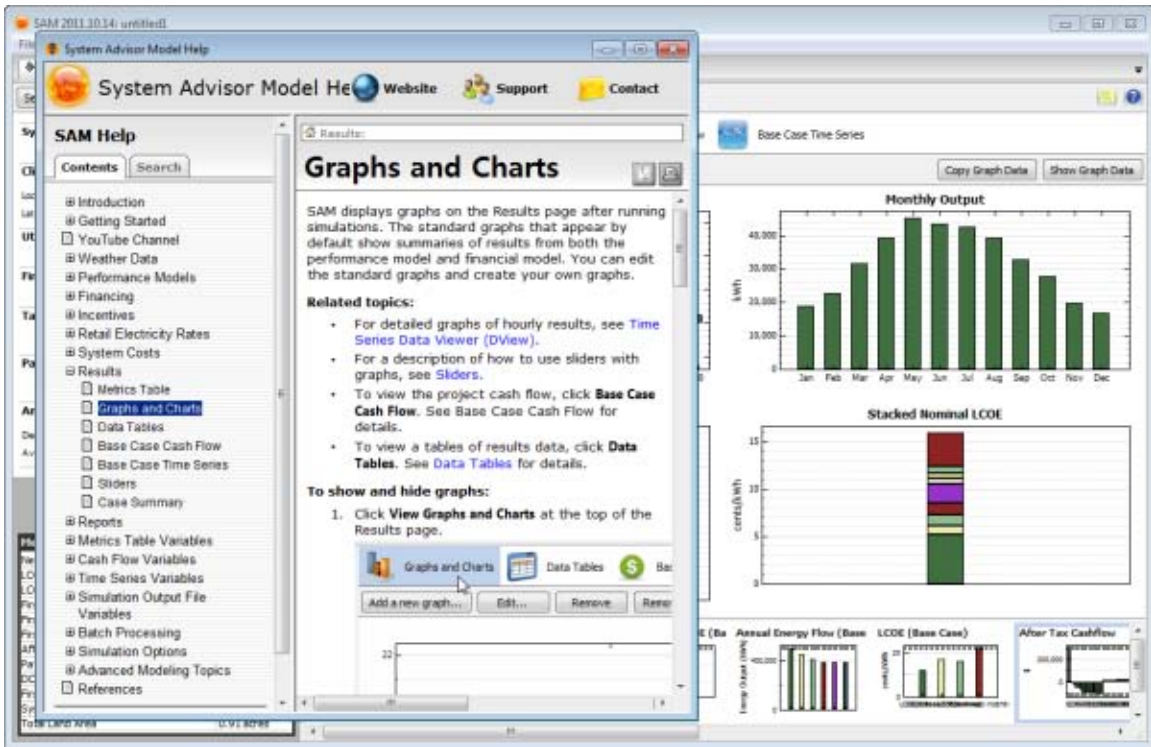 SAM 2011.10.14: untitled1
System Advisor Model Help
System Advisor Model He
Website
Support
Contact
SAM Help
Contents
Search
Introduction
Getting Started
YouTube Channel
Weather Data
Performance Models
Financing
Incentives
Retail Electricity Rates
System Costs
Results
Metrics Table
Graphs and Charts
Data Tables
Base Case Cash Flow
Base Case Time Series
Sliders
Case Summary
Reports
Metrics Table Variables
Cash Flow Variables
Time Series Variables
Simulation Output File
Variables
Batch Processing
Simulation Options
Advanced Modeling Topics
References
Results:
Graphs and Charts
SAM displays graphs on the Results page after running
simulations. The standard graphs that appear by
default show summaries of results from both the
performance model and financial model. You can edit
the standard graphs and create your own graphs.
Related topics:
• For detailed graphs of hourly results, see Time
Series Data Viewer (DView).
• For a description of how to use sliders with
graphs, see Sliders.
• To view the project cash flow, click Base Case
Cash Flow. See Base Case Cash Flow for
details.
• To view a tables of results data, click Data
Tables. See Data Tables for details.
To show and hide graphs:
1. Click View Graphs and Charts at the top of the
Results page.
Graphs and Charts
Data Tables
Bas
Add a new graph...
Edit...
Remove
Remo
22
Base Case Time Series
Copy Graph Data
Show Graph Data
Monthly Output
40,000
30,000
20,000
10,000
0
kWh
Jan Feb Mar Apr May Jun Jul Aug Sep Oct Nov Dec
Stacked Nominal LCOE
15
10
5
0
cents/kWh
Annual Energy Flow (Base
LCOE (Base Case)
After Tax Cashflow
Total Land Area
0.91 acres